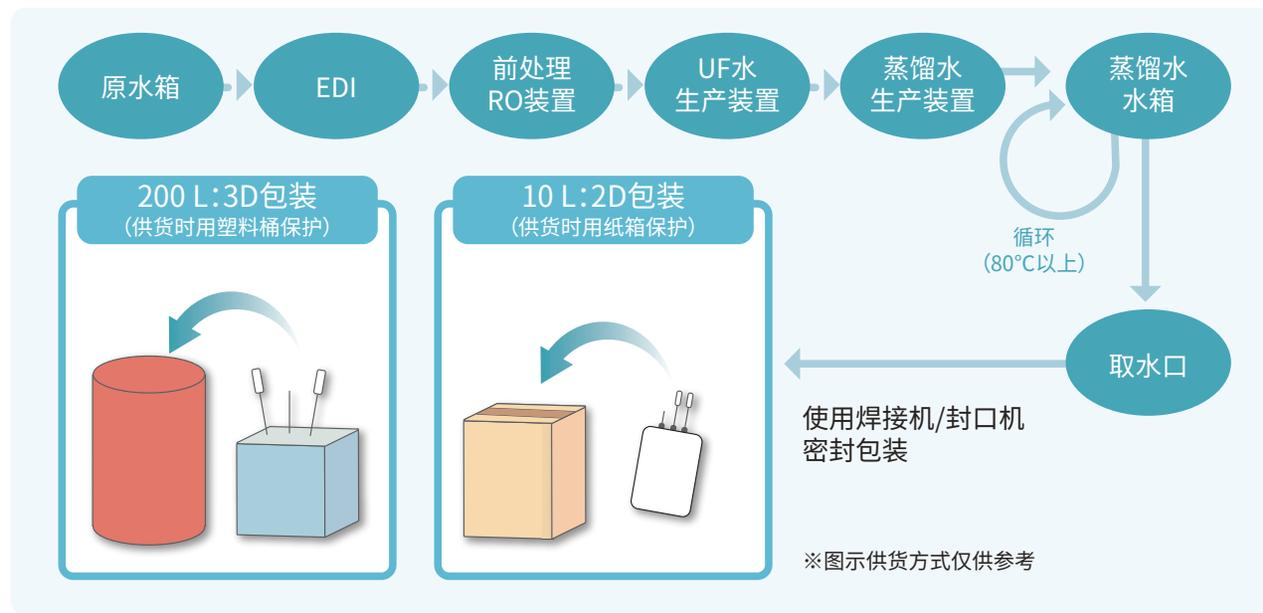 原水箱
EDI
前处理
RO装置
UF水
生产装置
蒸馏水
生产装置
蒸馏水
水箱
循环
（80℃以上）
取水口
200 L：3D包装
（供货时用塑料桶保护）
10 L：2D包装
（供货时用纸箱保护）
使用焊接机/封口机
密封包装
※图示供货方式仅供参考